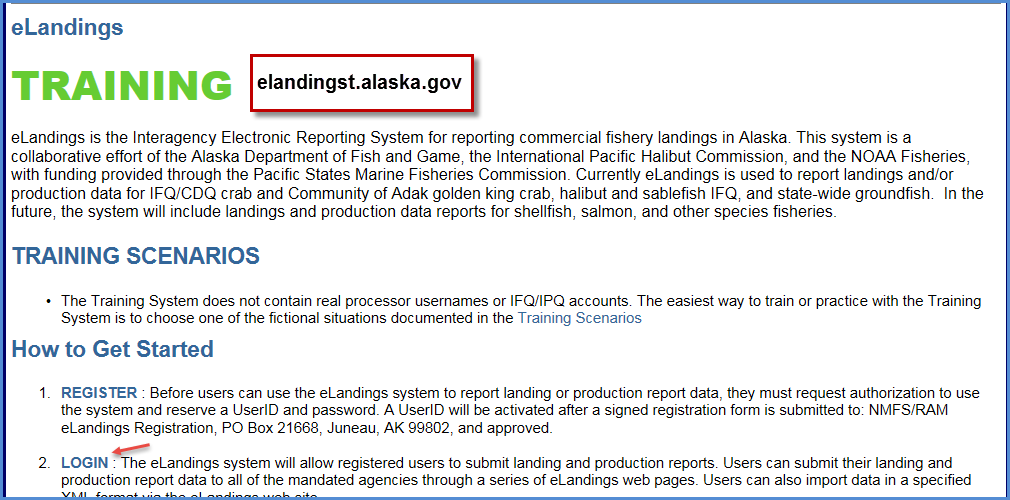 eLandings
TRAINING elandingst.alaska.gov
eLandings is the Interagency Electronic Reporting System for reporting commercial fishery landings in Alaska. This system is a
collaborative effort of the Alaska Department of Fish and Game, the International Pacific Halibut Commission, and the NOAA Fisheries,
with funding provided through the Pacific States Marine Fisheries Commission. Currently eLandings is used to report landings and/or
production data for IFQ/CDQ crab and Community of Adak golden king crab, halibut and sablefish IFQ, and state-wide groundfish. In the
future, the system will include landings and production data reports for shellfish, salmon, and other species fisheries.
TRAINING SCENARIOS
• The Training System does not contain real processor usernames or IFQ/IPQ accounts. The easiest way to train or practice with the Training
System is to choose one of the fictional situations documented in the Training Scenarios
How to Get Started
1. REGISTER : Before users can use the eLandings system to report landing or production report data, they must request authorization to use
the system and reserve a UserID and password. A UserID will be activated after a signed registration form is submitted to: NMFS/RAM
eLandings Registration, PO Box 21668, Juneau, AK 99802, and approved.
2. LOGIN : The eLandings system will allow registered users to submit landing and production reports. Users can submit their landing and
production report data to all of the mandated agencies through a series of eLandings web pages. Users can also import data in a specified
XML format via the eLandings web site